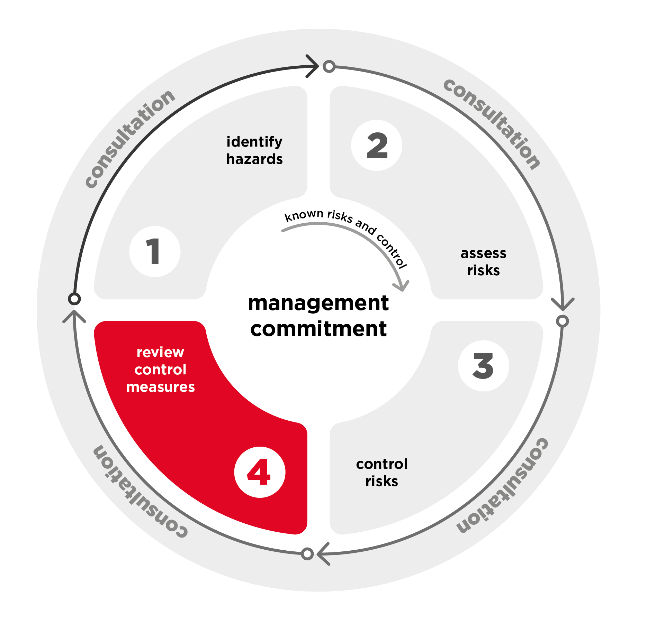 consultation
consultation
identify
hazards
1
2
assess
risks
known risks and control
management
commitment
review
control
measures
4
3
control
risks
consultation
consultation